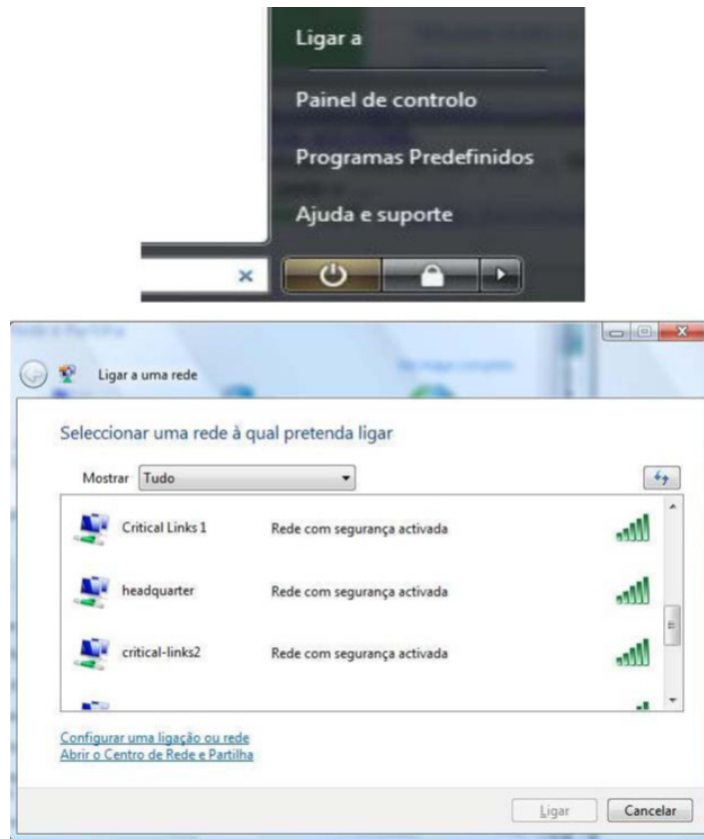 Ligar a
Painel de controlo
Programas Predefinidos
Ajuda e suporte
Ligar a uma rede
Seleccionar uma rede à qual pretenda ligar
Mostrar Tudo
Critical Links 1 Rede com segurança activada
headquarter Rede com segurança activada
critical-links2 Rede com segurança activada
Configurar uma ligação ou rede
Abrir o Centro de Rede e Partilha
Ligar Cancelar